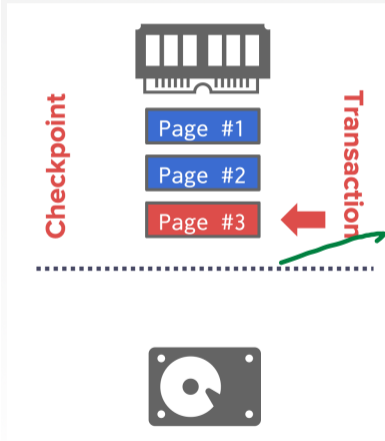 Checkpoint
Page #1
Page #2
Page #3
Transaction